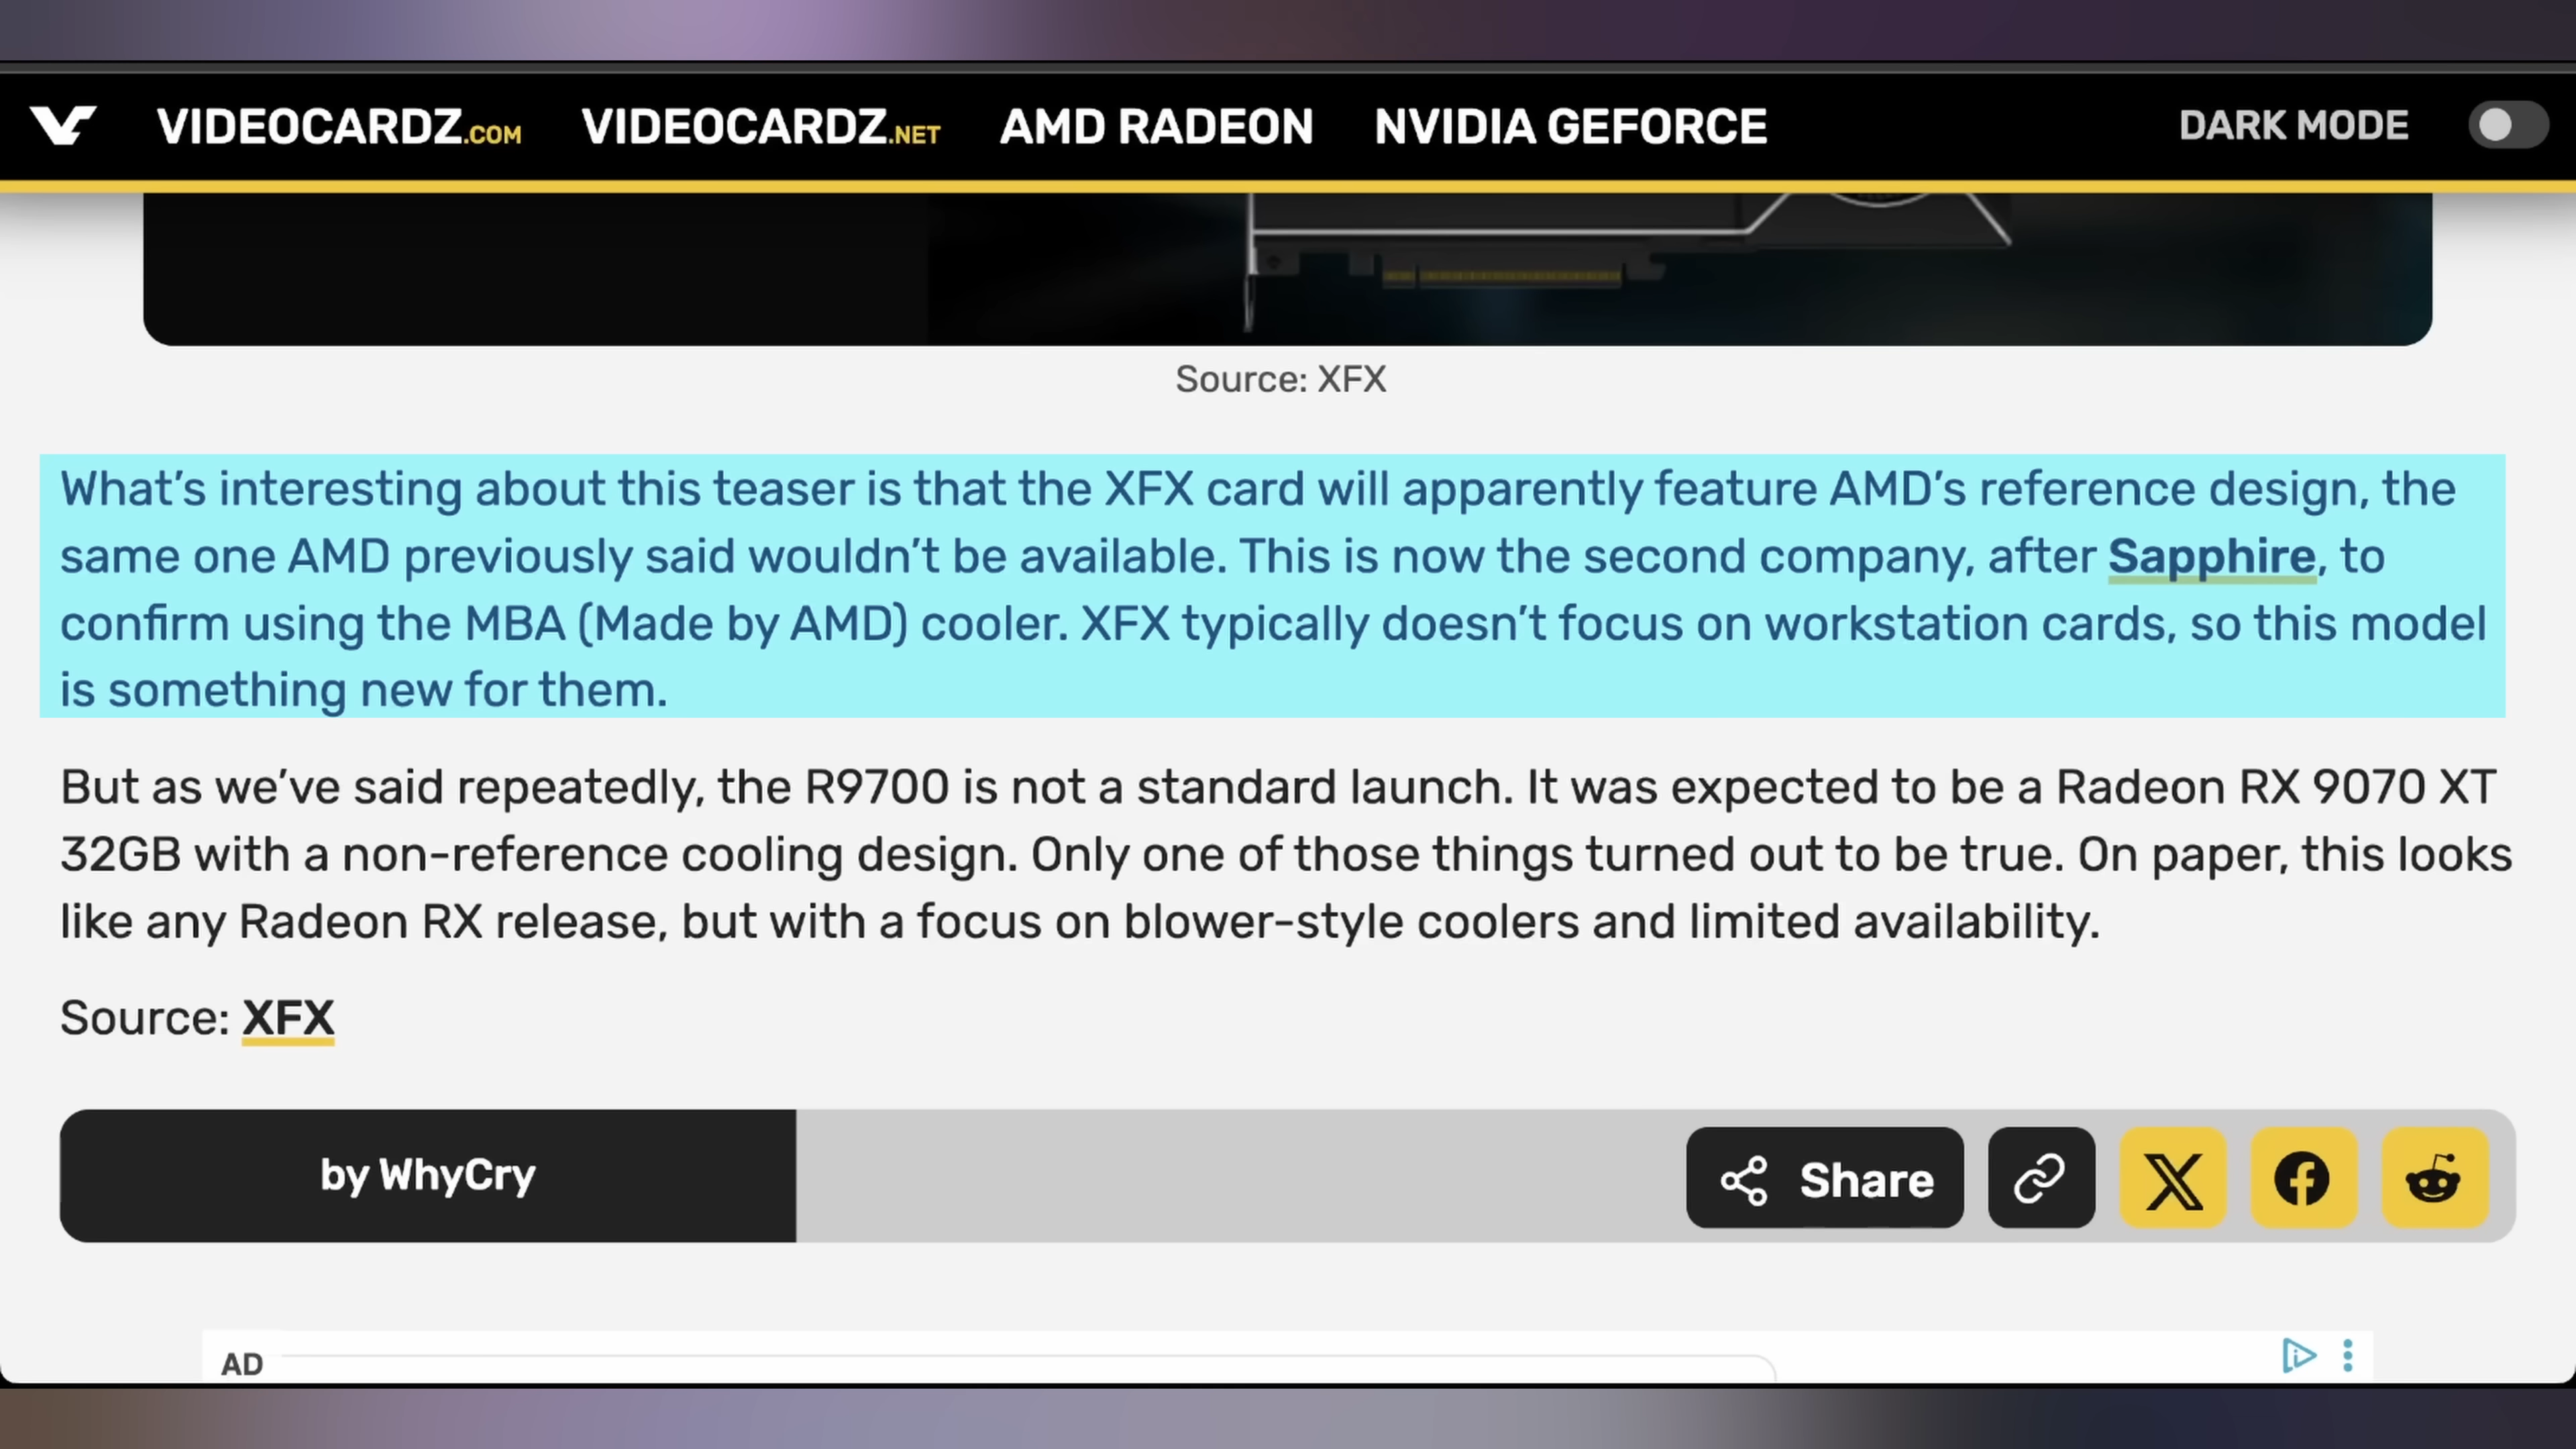 VIDEOCARDZ.COM VIDEOCARDZ.NET AMD RADEON NVIDIA GEFORCE DARK MODE
Source: XFX
What’s interesting about this teaser is that the XFX card will apparently feature AMD’s reference design, the
same one AMD previously said wouldn’t be available. This is now the second company, after Sapphire, to
confirm using the MBA (Made by AMD) cooler. XFX typically doesn’t focus on workstation cards, so this model
is something new for them.
But as we’ve said repeatedly, the R9700 is not a standard launch. It was expected to be a Radeon RX 9070 XT
32GB with a non-reference cooling design. Only one of those things turned out to be true. On paper, this looks
like any Radeon RX release, but with a focus on blower-style coolers and limited availability.
Source: XFX
by WhyCry Share
AD